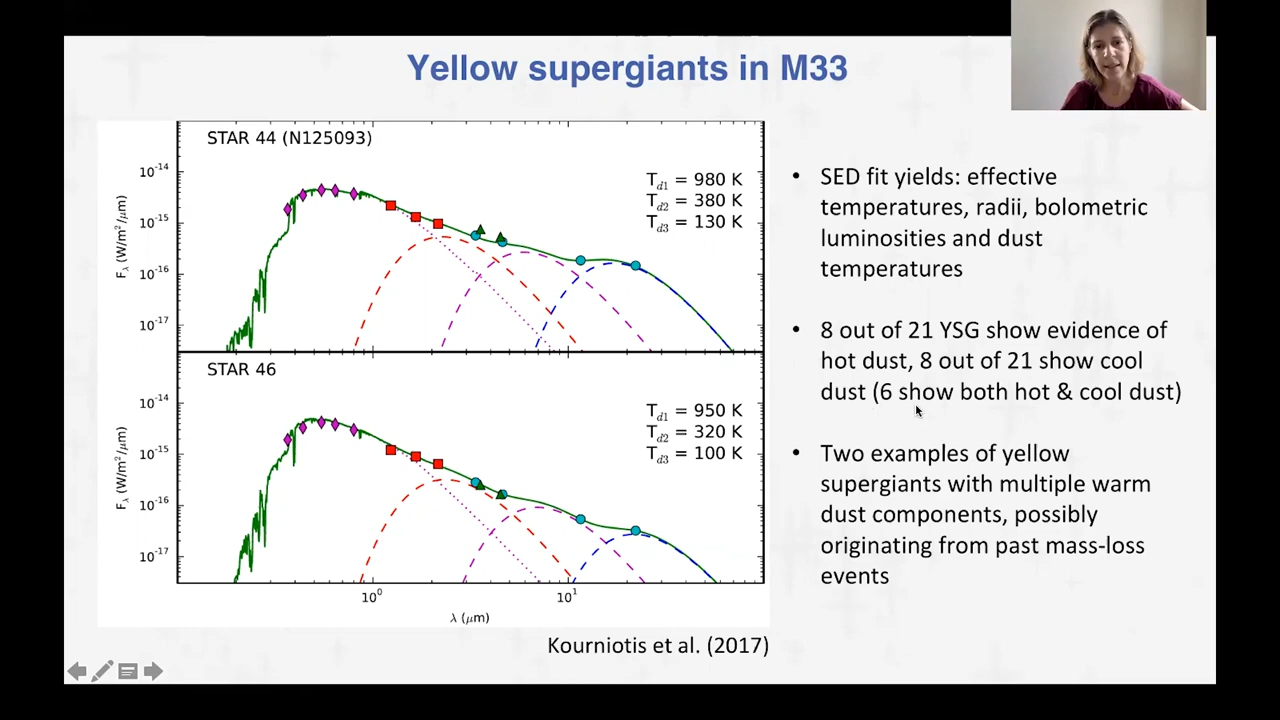 Yellow supergiants in M33
STAR 44 (N125093)
T_d1 = 980 K
T_d2 = 380 K
T_d3 = 130 K
F_λ (W/m²/μm)
10⁻¹⁴
10⁻¹⁵
10⁻¹⁶
10⁻¹⁷
STAR 46
T_d1 = 950 K
T_d2 = 320 K
T_d3 = 100 K
F_λ (W/m²/μm)
10⁻¹⁴
10⁻¹⁵
10⁻¹⁶
10⁻¹⁷
10⁰ 10¹
λ (μm)
Kourniotis et al. (2017)
• SED fit yields: effective
temperatures, radii, bolometric
luminosities and dust
temperatures
• 8 out of 21 YSG show evidence of
hot dust, 8 out of 21 show cool
dust (6 show both hot & cool dust)
• Two examples of yellow
supergiants with multiple warm
dust components, possibly
originating from past mass-loss
events